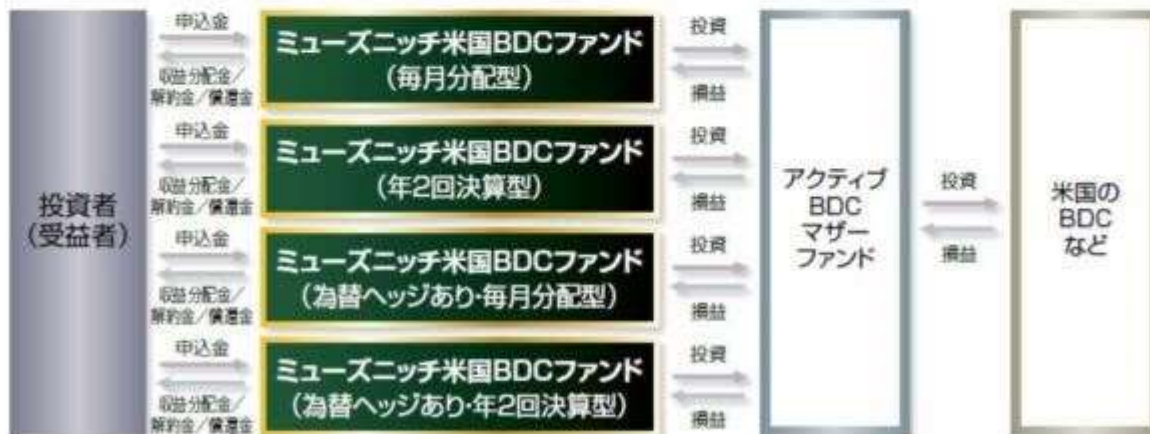 投資者
(受益者)
申込金
収益分配金/
解約金/償還金
ミューズニッチ米国BDCファンド
(毎月分配型)
投資
損益
申込金
収益分配金/
解約金/償還金
ミューズニッチ米国BDCファンド
(年2回決算型)
投資
損益
申込金
収益分配金/
解約金/償還金
ミューズニッチ米国BDCファンド
(為替ヘッジあり・毎月分配型)
投資
損益
申込金
収益分配金/
解約金/償還金
ミューズニッチ米国BDCファンド
(為替ヘッジあり・年2回決算型)
投資
損益
アクティブ
BDC
マザー
ファンド
投資
損益
米国の
BDC
など